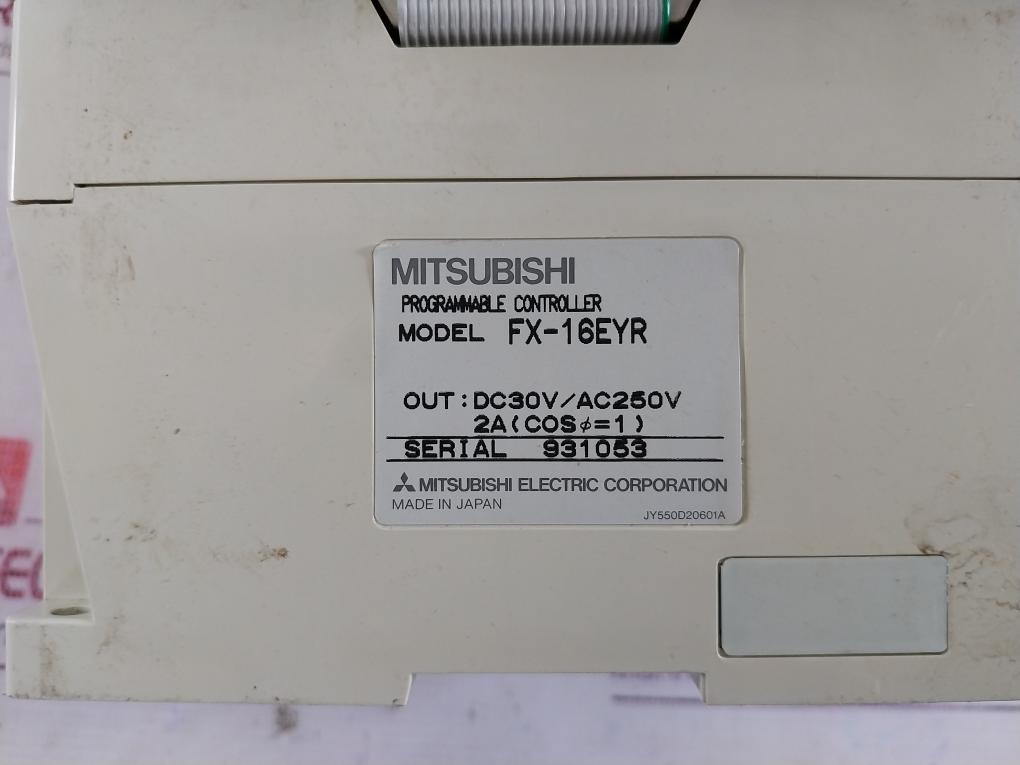 MITSUBISHI
PROGRAMMABLE CONTROLLER
MODEL FX-16EYR
OUT:DC30V/AC250V
2A(COSφ=1)
SERIAL 931053
MITSUBISHI ELECTRIC CORPORATION
MADE IN JAPAN
JY550D20601A